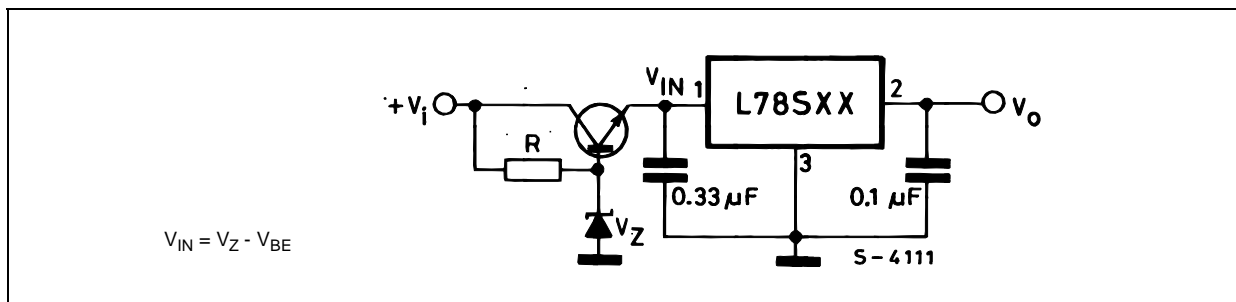 V_IN 1
L78SXX
2
+V_i
V_o
R
3
0.33 µF
0.1 µF
V_Z
V_IN = V_Z - V_BE
S-4111